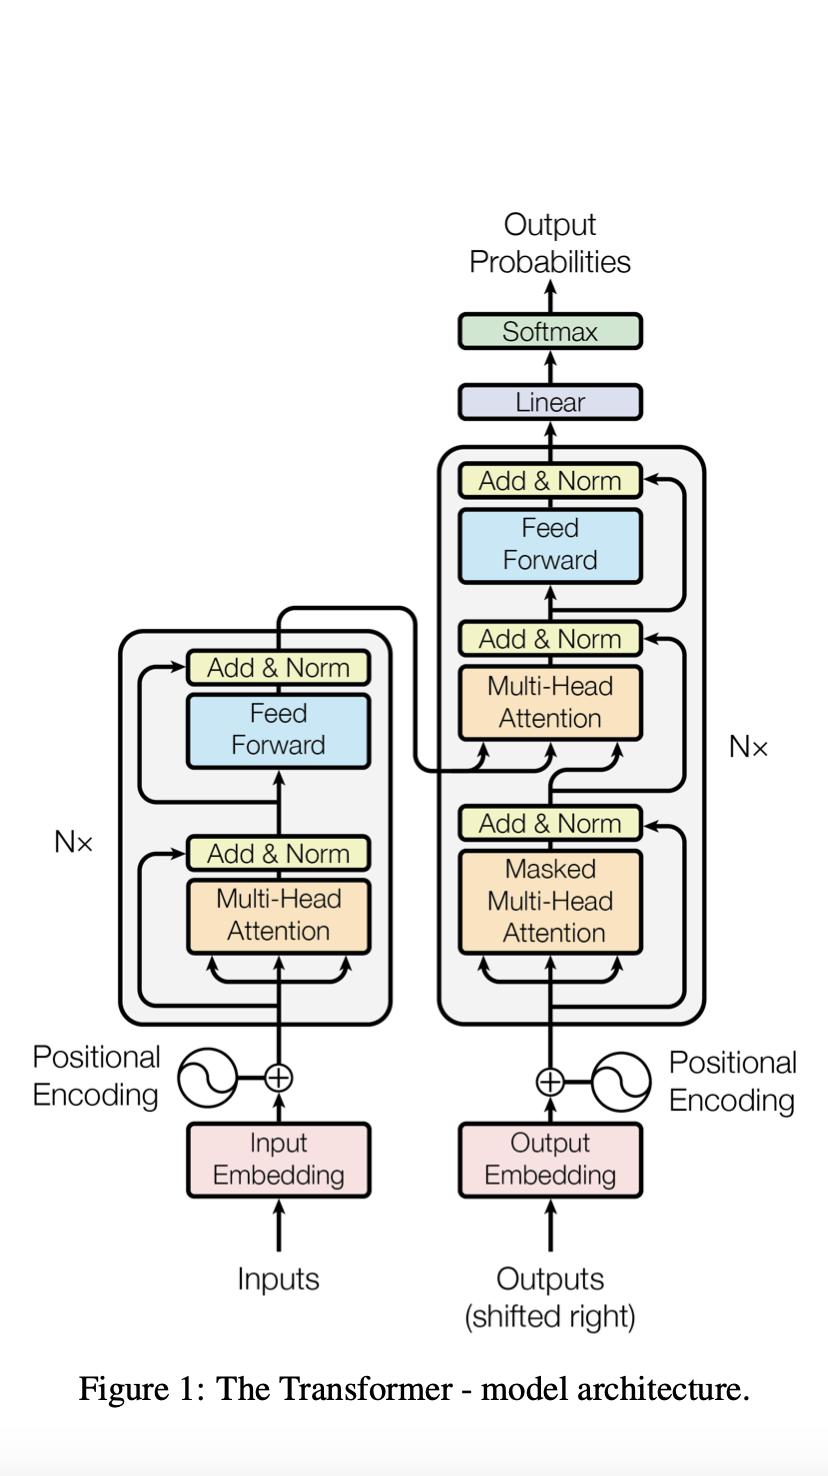 Output
Probabilities
Softmax
Linear
Add & Norm
Feed
Forward
Add & Norm
Multi-Head
Attention
Add & Norm
Masked
Multi-Head
Attention
N×
Add & Norm
Feed
Forward
Add & Norm
Multi-Head
Attention
N×
Positional
Encoding
Positional
Encoding
Input
Embedding
Output
Embedding
Inputs
Outputs
(shifted right)
Figure 1: The Transformer - model architecture.